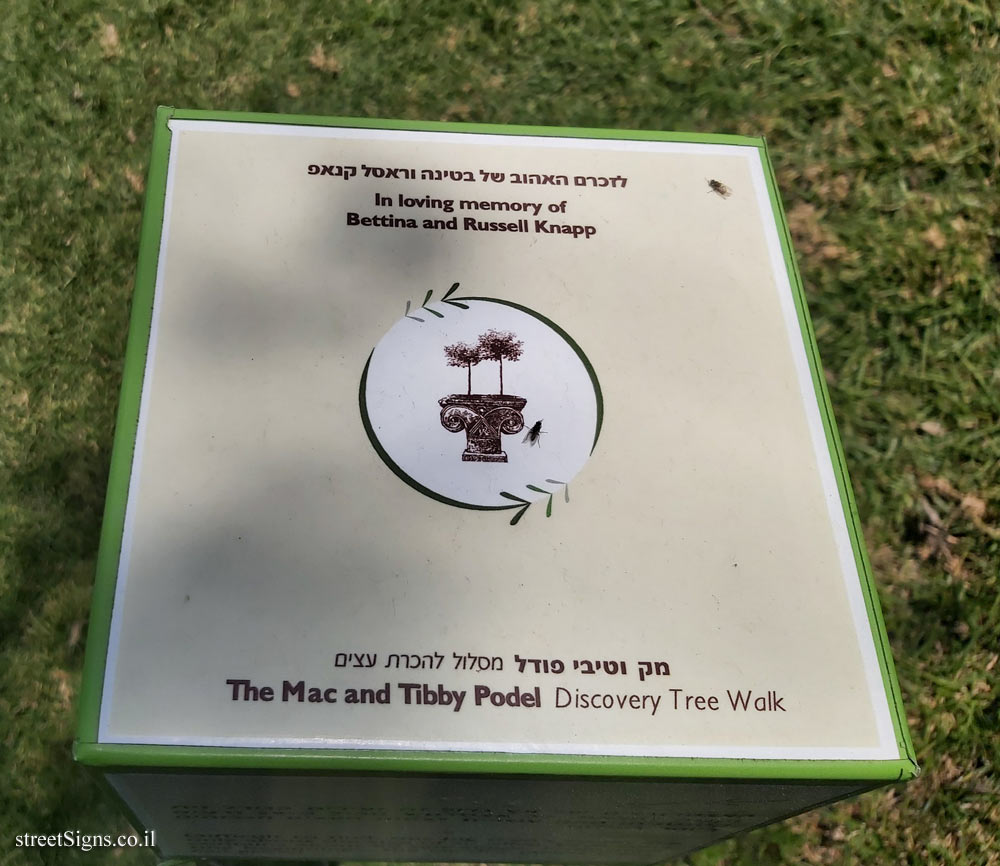 לזכרם האהוב של בטינה וראסל קנאפ
In loving memory of
Bettina and Russell Knapp
מק וטיבי פודל מסלול להכרת עצים
The Mac and Tibby Podel Discovery Tree Walk
streetSigns.co.il